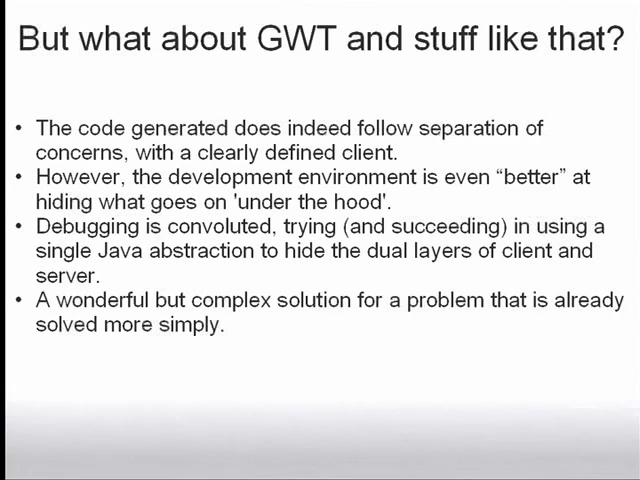 But what about GWT and stuff like that?
• The code generated does indeed follow separation of
concerns, with a clearly defined client.
• However, the development environment is even “better” at
hiding what goes on 'under the hood'.
• Debugging is convoluted, trying (and succeeding) in using a
single Java abstraction to hide the dual layers of client and
server.
• A wonderful but complex solution for a problem that is already
solved more simply.